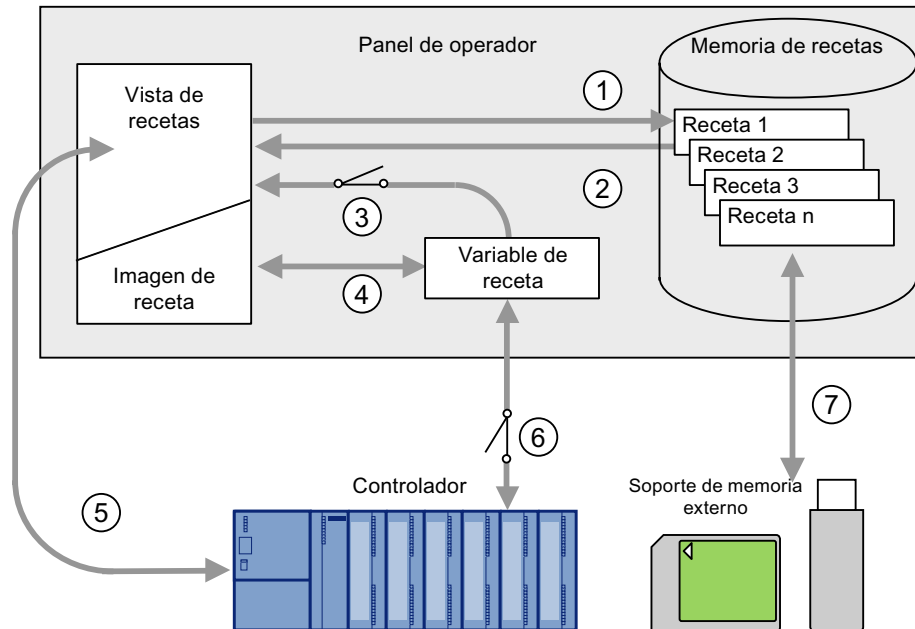 Panel de operador
Memoria de recetas
Vista de
recetas
1
Receta 1
Receta 2
2
Receta 3
3
Receta n
Variable de
receta
Imagen de
receta
4
7
6
Controlador
Soporte de memoria
externo
5